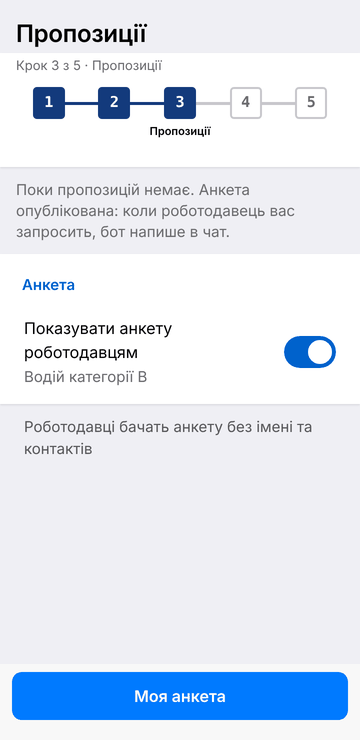 Пропозиції
Крок 3 з 5 · Пропозиції
1 2 3 4 5
Пропозиції
Поки пропозицій немає. Анкета
опублікована: коли роботодавець вас
запросить, бот напише в чат.
Анкета
Показувати анкету
роботодавцям
Водій категорії B
Роботодавці бачать анкету без імені та
контактів
Моя анкета